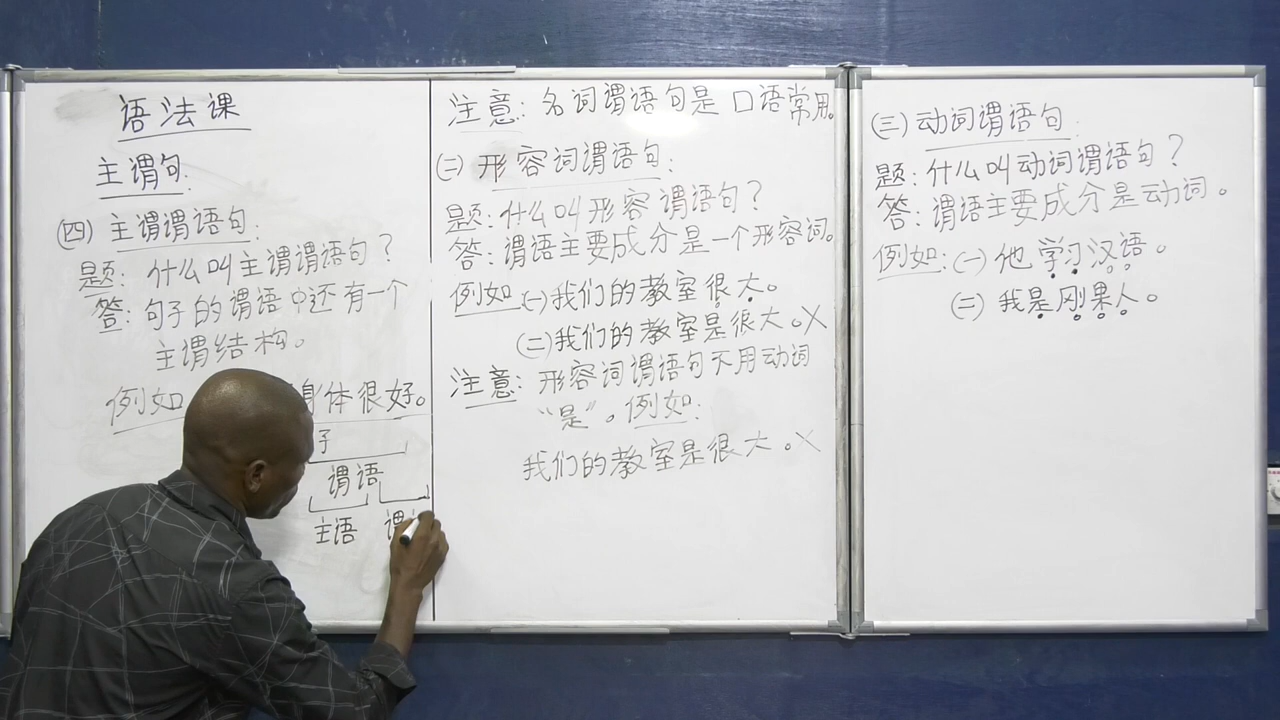 语法课
主谓句:
(四) 主谓谓语句:
题: 什么叫主谓谓语句?
答: 句子的谓语中还有一个
主谓结构。
例如
身体很好。
子
谓语
主语 谓
注意: 名词谓语句是口语常用。
(二) 形容词谓语句:
题: 什么叫形容谓语句?
答: 谓语主要成分是一个形容词。
例如 (一) 我们的教室很大。
(二) 我们的教室是很大。X
注意: 形容词谓语句不用动词
“是”。例如:
我们的教室是很大。X
(三) 动词谓语句:
题: 什么叫动词谓语句?
答: 谓语主要成分是动词。
例如: (一) 他学习汉语。
(二) 我是刚果人。